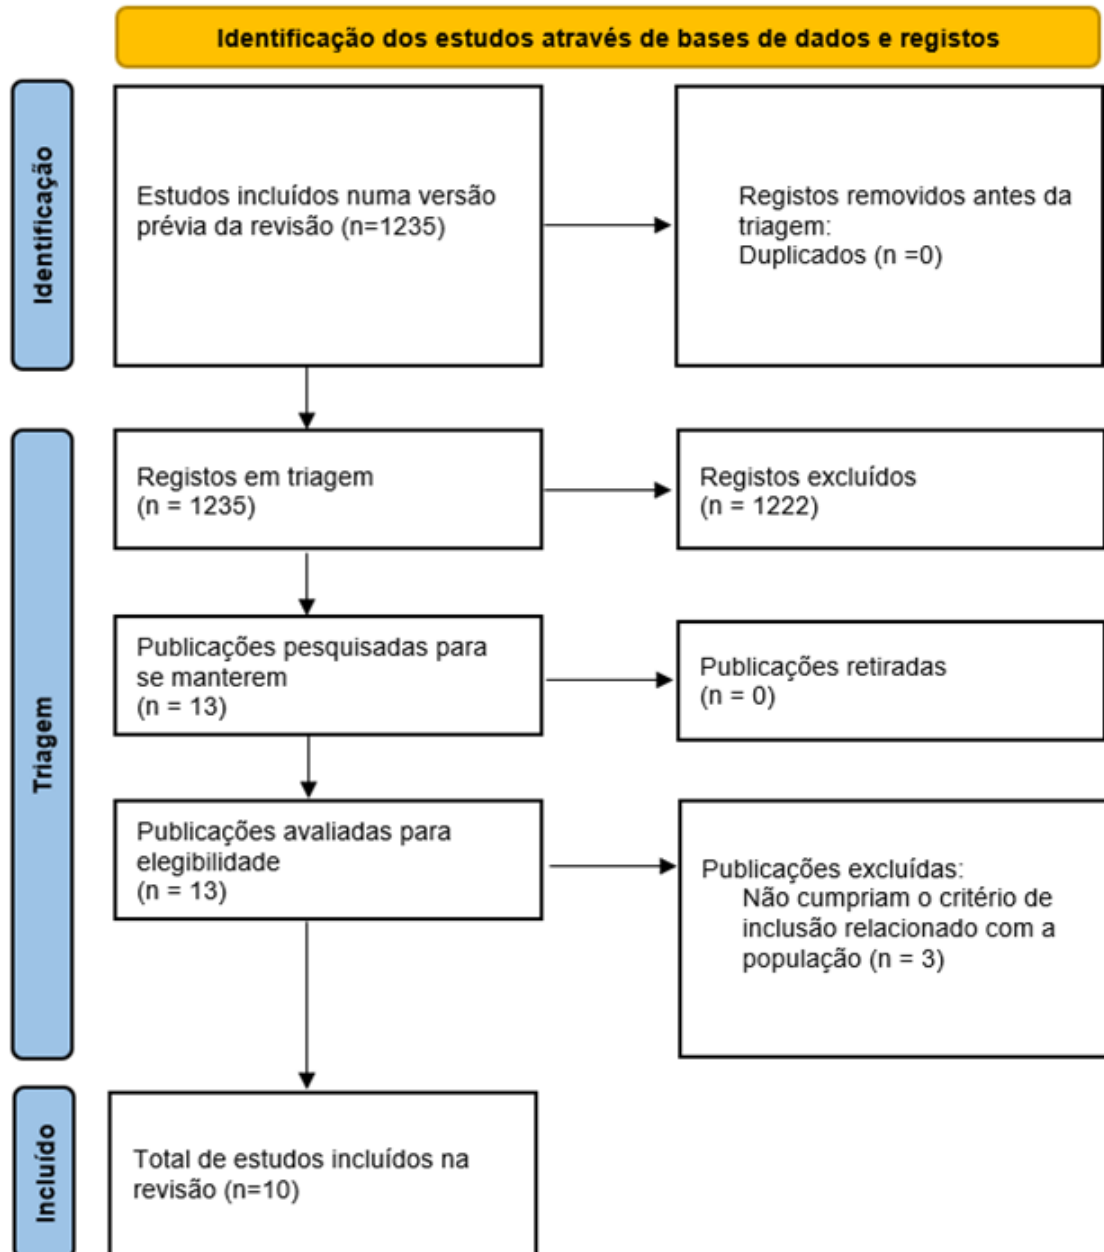 Identificação dos estudos através de bases de dados e registos
Identificação
Estudos incluídos numa versão
prévia da revisão (n=1235)
Registos removidos antes da
triagem:
Duplicados (n =0)
Triagem
Registos em triagem
(n = 1235)
Registos excluídos
(n = 1222)
Publicações pesquisadas para
se manterem
(n = 13)
Publicações retiradas
(n = 0)
Publicações avaliadas para
elegibilidade
(n = 13)
Publicações excluídas:
Não cumpriam o critério de
inclusão relacionado com a
população (n = 3)
Incluído
Total de estudos incluídos na
revisão (n=10)